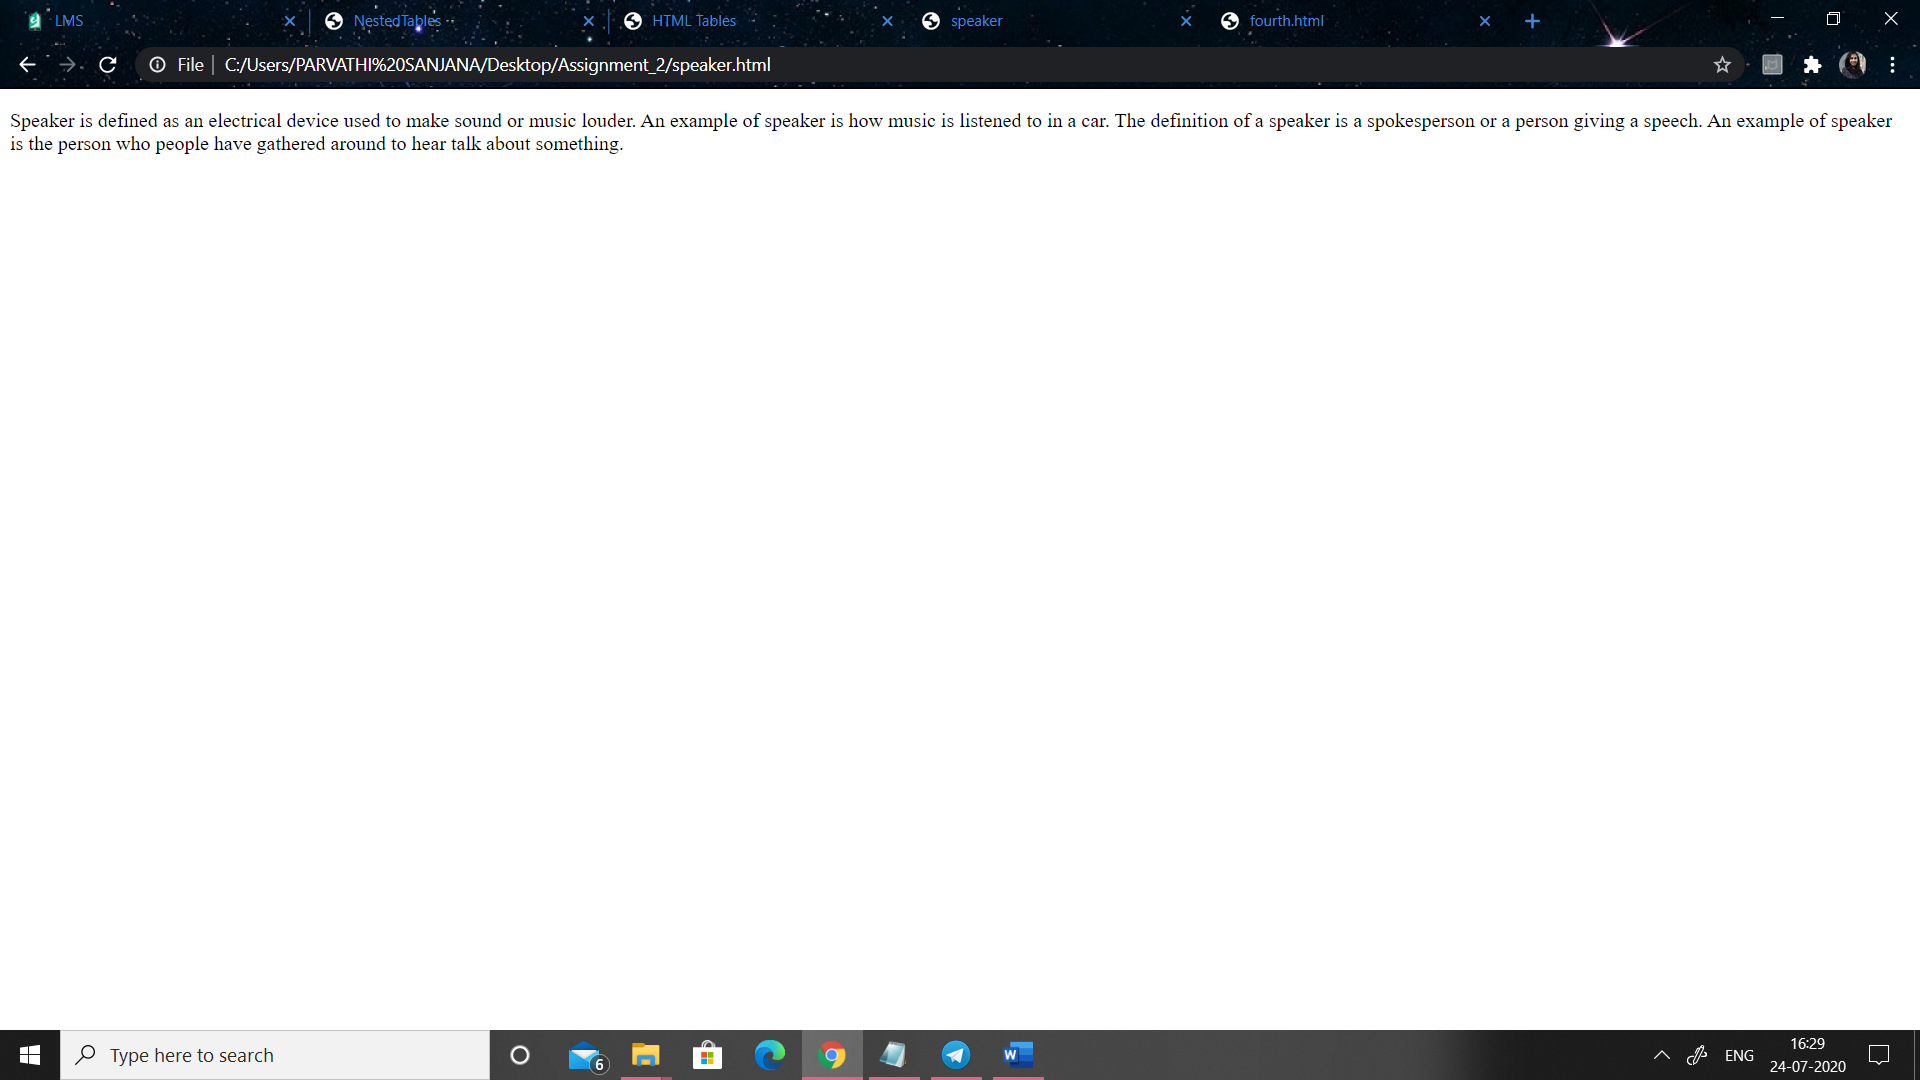 LMS NestedTables HTML Tables speaker fourth.html
File C:/Users/PARVATHI%20SANJANA/Desktop/Assignment_2/speaker.html
Speaker is defined as an electrical device used to make sound or music louder. An example of speaker is how music is listened to in a car. The definition of a speaker is a spokesperson or a person giving a speech. An example of speaker
is the person who people have gathered around to hear talk about something.
Type here to search
6
W
ENG
16:29
24-07-2020